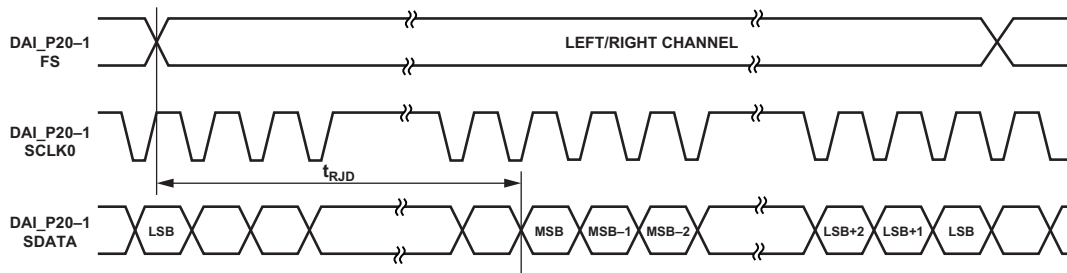 DAI_P20–1
FS
LEFT/RIGHT CHANNEL
DAI_P20–1
SCLK0
tRJD
DAI_P20–1
SDATA
LSB
MSB
MSB–1
MSB–2
LSB+2
LSB+1
LSB